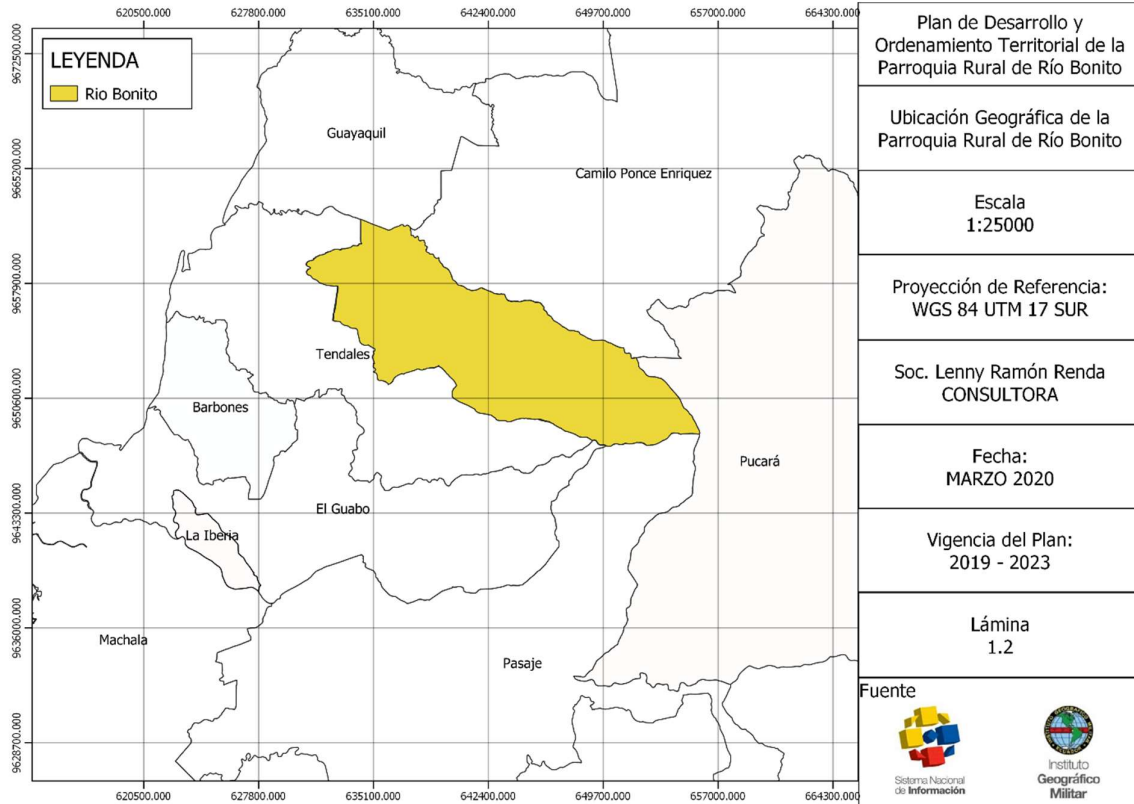 620500.000 627800.000 635100.000 642400.000 649700.000 657000.000 664300.000
9672500.000
9665200.000
9657900.000
9650600.000
9643300.000
9636000.000
9628700.000
LEYENDA
Rio Bonito
Guayaquil
Camilo Ponce Enriquez
Tendales
Barbones
Pucará
El Guabo
La Iberia
Machala
Pasaje
620500.000 627800.000 635100.000 642400.000 649700.000 657000.000 664300.000
Plan de Desarrollo y
Ordenamiento Territorial de la
Parroquia Rural de Río Bonito
Ubicación Geográfica de la
Parroquia Rural de Río Bonito
Escala
1:25000
Proyección de Referencia:
WGS 84 UTM 17 SUR
Soc. Lenny Ramón Renda
CONSULTORA
Fecha:
MARZO 2020
Vigencia del Plan:
2019 - 2023
Lámina
1.2
Fuente
Sistema Nacional
de Información
Instituto
Geográfico
Militar